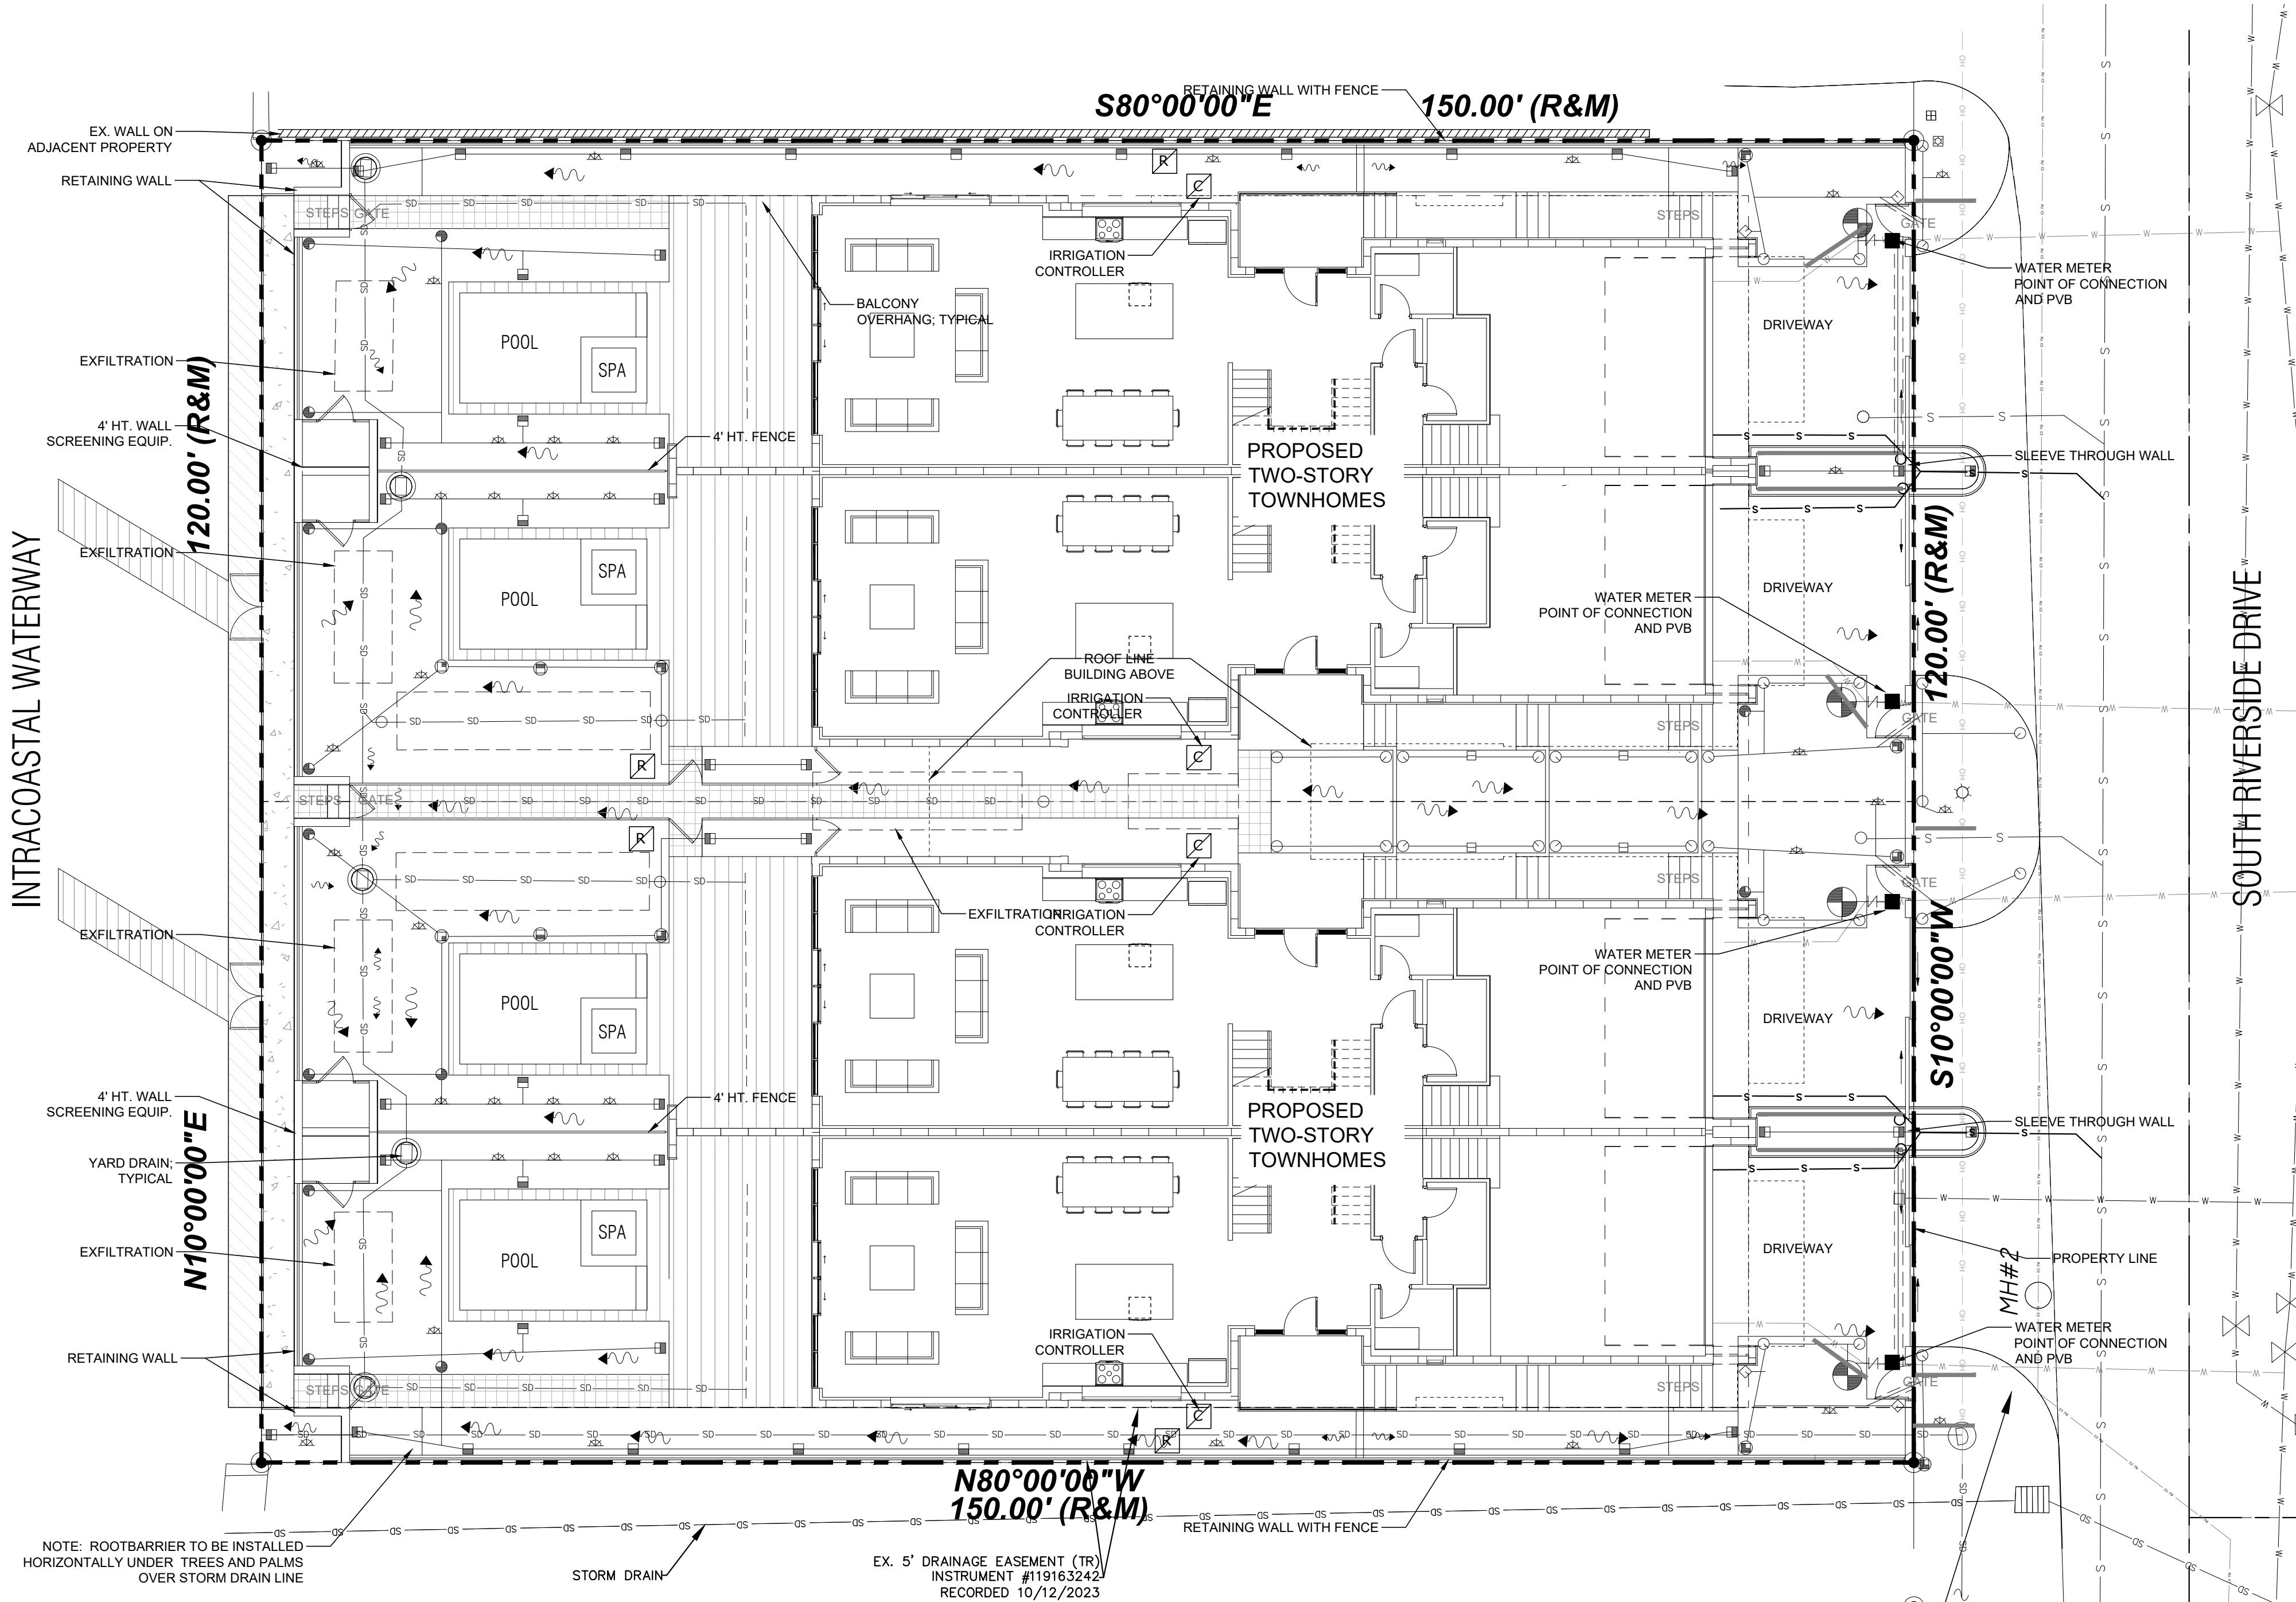 RETAINING WALL WITH FENCE
S80°00'00"E 150.00' (R&M)
EX. WALL ON
ADJACENT PROPERTY
RETAINING WALL
STEPS GATE
R
C
IRRIGATION
CONTROLLER
STEPS
GATE
WATER METER
POINT OF CONNECTION
AND PVB
BALCONY
OVERHANG; TYPICAL
DRIVEWAY
POOL
SPA
EXFILTRATION
120.00' (R&M)
4' HT. WALL
SCREENING EQUIP.
4' HT. FENCE
PROPOSED
TWO-STORY
TOWNHOMES
SLEEVE THROUGH WALL
INTRACOASTAL WATERWAY
EXFILTRATION
SPA
POOL
DRIVEWAY
WATER METER
POINT OF CONNECTION
AND PVB
120.00' (R&M)
SOUTH RIVERSIDE DRIVE
ROOF LINE
BUILDING ABOVE
IRRIGATION
CONTROLLER
STEPS
GATE
R
C
STEPS GATE
R
C
STEPS
GATE
EXFILTRATION
IRRIGATION
CONTROLLER
EXFILTRATION
WATER METER
POINT OF CONNECTION
AND PVB
S10°00'00"W
POOL
SPA
DRIVEWAY
4' HT. WALL
SCREENING EQUIP.
4' HT. FENCE
PROPOSED
TWO-STORY
TOWNHOMES
SLEEVE THROUGH WALL
N10°00'00"E
YARD DRAIN;
TYPICAL
SPA
POOL
EXFILTRATION
DRIVEWAY
MH#2
PROPERTY LINE
WATER METER
POINT OF CONNECTION
AND PVB
IRRIGATION
CONTROLLER
RETAINING WALL
STEPS GATE
STEPS
GATE
C
R
N80°00'00"W
150.00' (R&M)
RETAINING WALL WITH FENCE
NOTE: ROOTBARRIER TO BE INSTALLED
HORIZONTALLY UNDER TREES AND PALMS
OVER STORM DRAIN LINE
STORM DRAIN
EX. 5' DRAINAGE EASEMENT (TR)
INSTRUMENT #119163242
RECORDED 10/12/2023